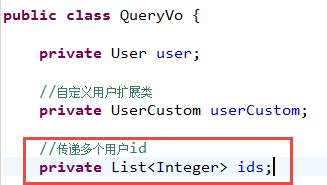 public class QueryVo {
private User user;
//自定义用户扩展类
private UserCustom userCustom;
//传递多个用户id
private List<Integer> ids;